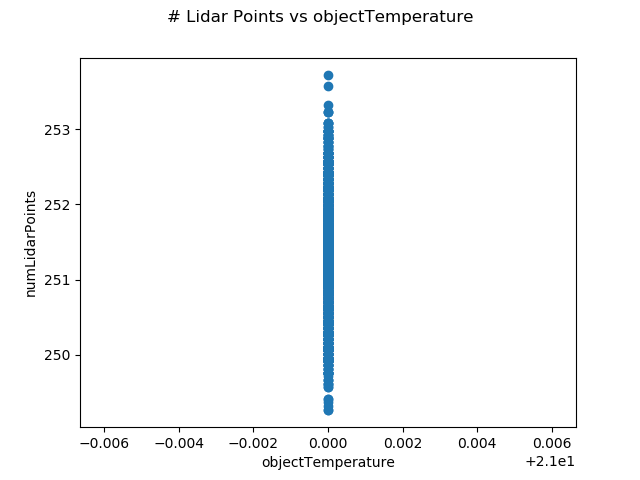 # Lidar Points vs objectTemperature
253
252
251
250
numLidarPoints
−0.006 −0.004 −0.002 0.000 0.002 0.004 0.006
objectTemperature
+2.1e1